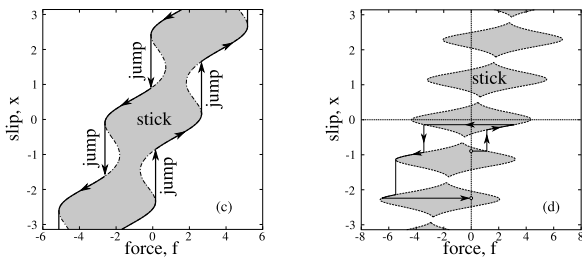 slip, x
3
2
1
0
-1
-2
-3
jump
jump
stick
jump
jump
(c)
-6 -4 -2 0 2 4 6
force, f
slip, x
3
2
1
0
-1
-2
-3
stick
(d)
-8 -6 -4 -2 0 2 4 6 8
force, f